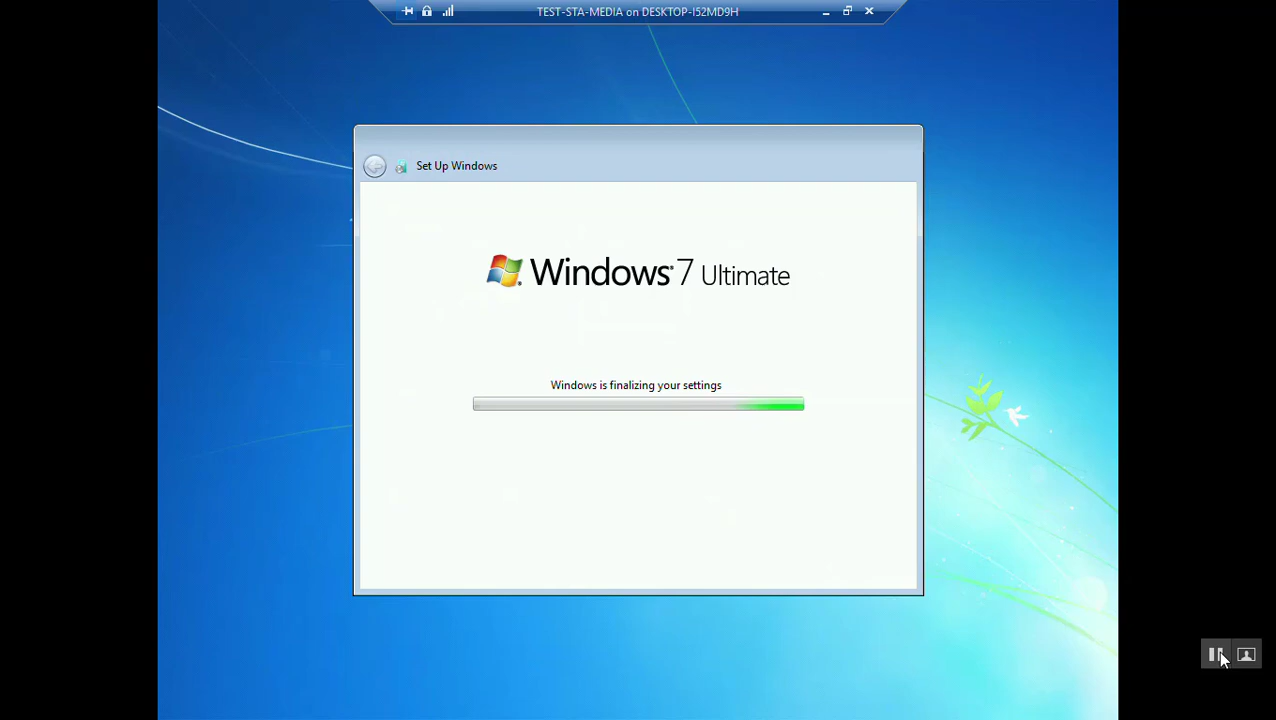 TEST-STA-MEDIA on DESKTOP-I52MD9H
Set Up Windows
Windows 7 Ultimate
Windows is finalizing your settings